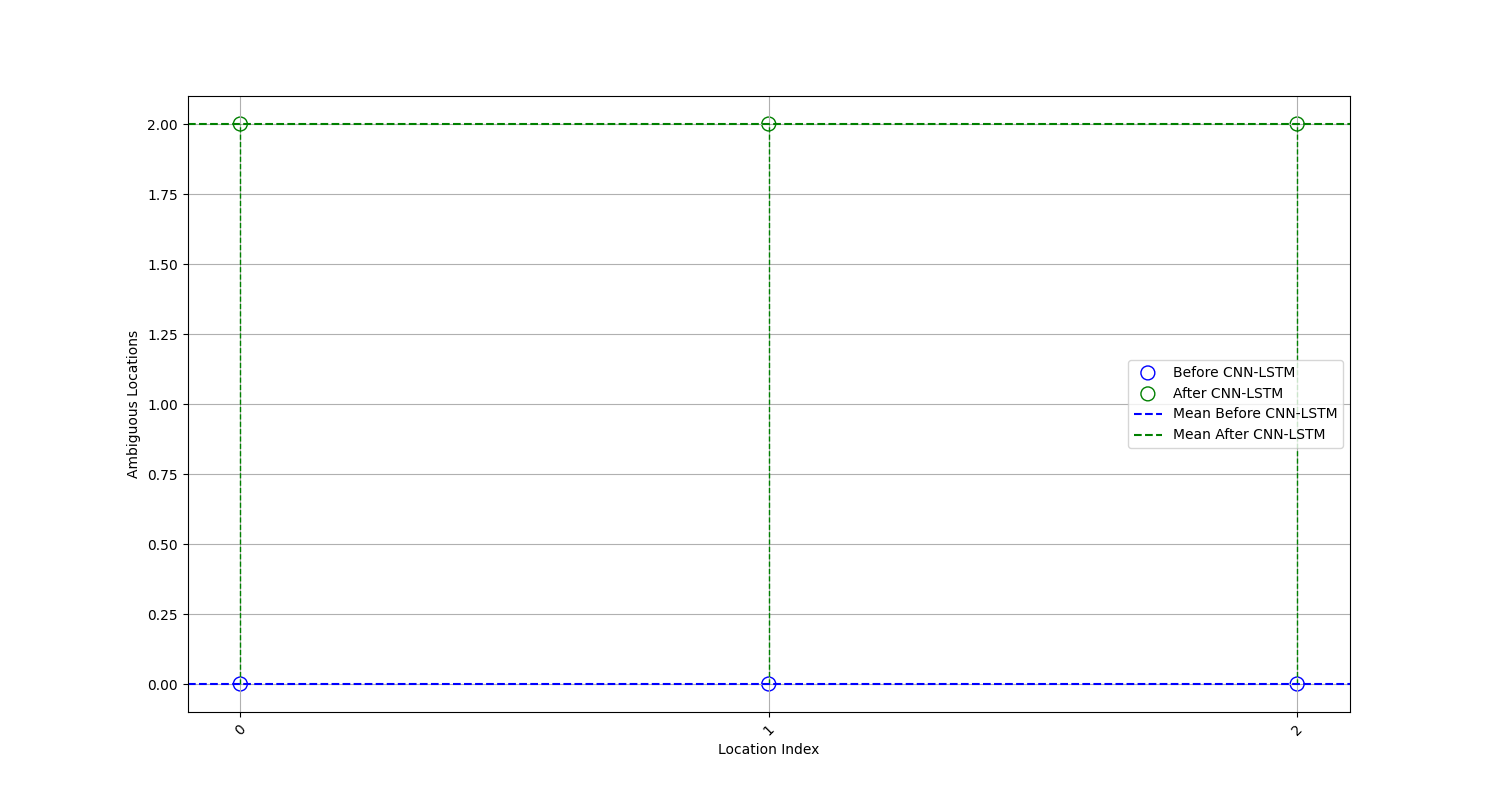 2.00
1.75
1.50
1.25
1.00
0.75
0.50
0.25
0.00
Ambiguous Locations
Before CNN-LSTM
After CNN-LSTM
Mean Before CNN-LSTM
Mean After CNN-LSTM
0
1
2
Location Index